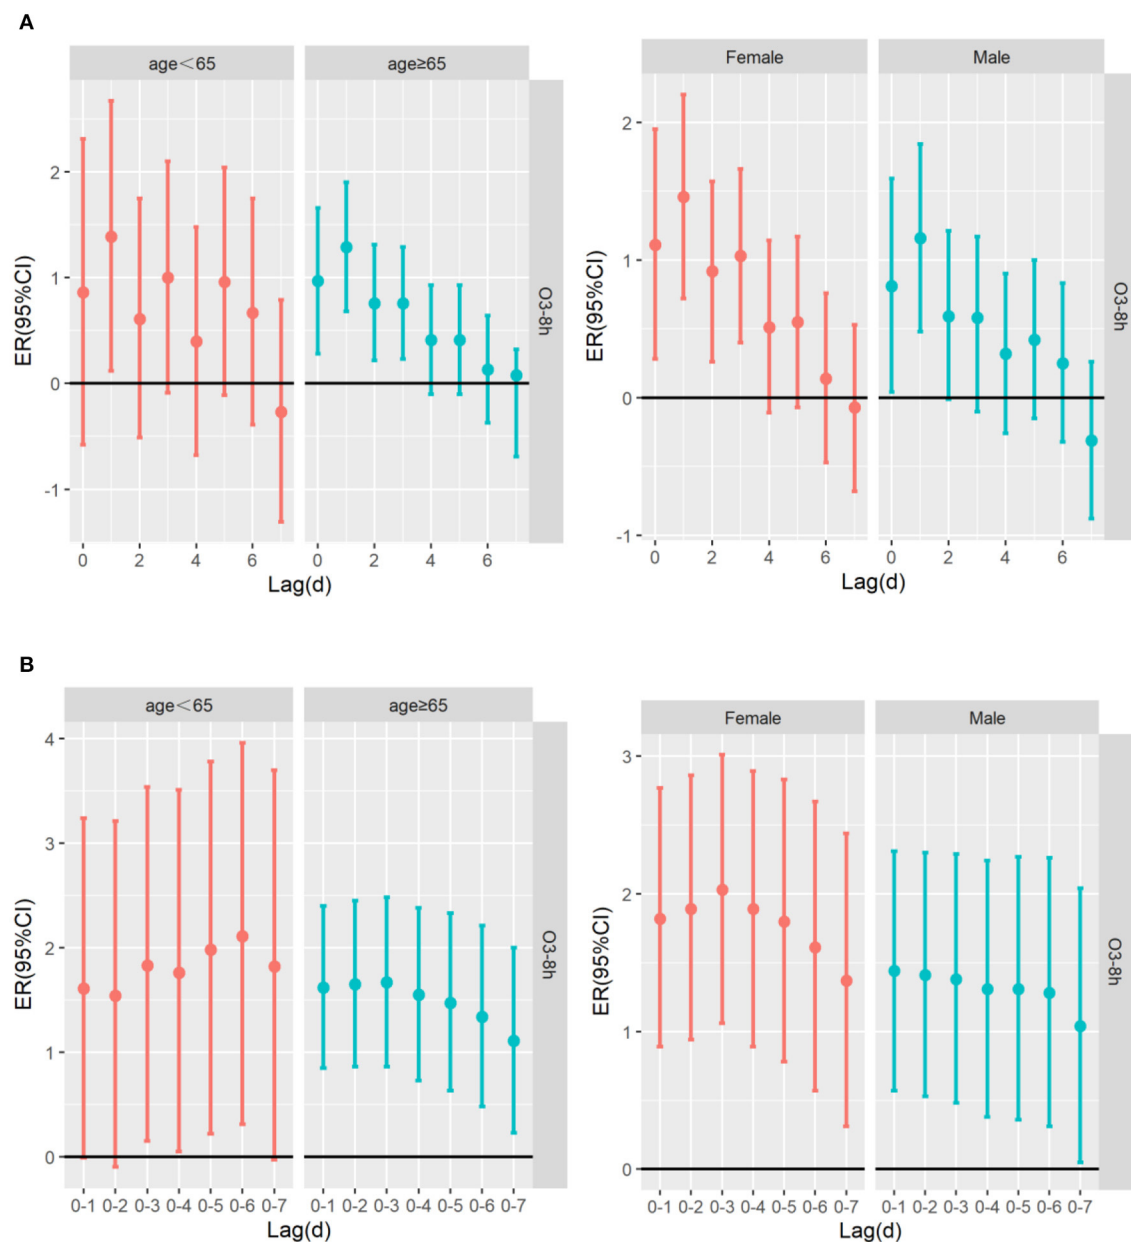 A
age<65 age≥65
ER(95%CI)
2
1
0
-1
O3-8h
0 2 4 6 0 2 4 6
Lag(d)
Female Male
ER(95%CI)
2
1
0
-1
O3-8h
0 2 4 6 0 2 4 6
Lag(d)
B
age<65 age≥65
ER(95%CI)
4
3
2
1
0
O3-8h
0-1 0-2 0-3 0-4 0-5 0-6 0-7 0-1 0-2 0-3 0-4 0-5 0-6 0-7
Lag(d)
Female Male
ER(95%CI)
3
2
1
0
O3-8h
0-1 0-2 0-3 0-4 0-5 0-6 0-7 0-1 0-2 0-3 0-4 0-5 0-6 0-7
Lag(d)